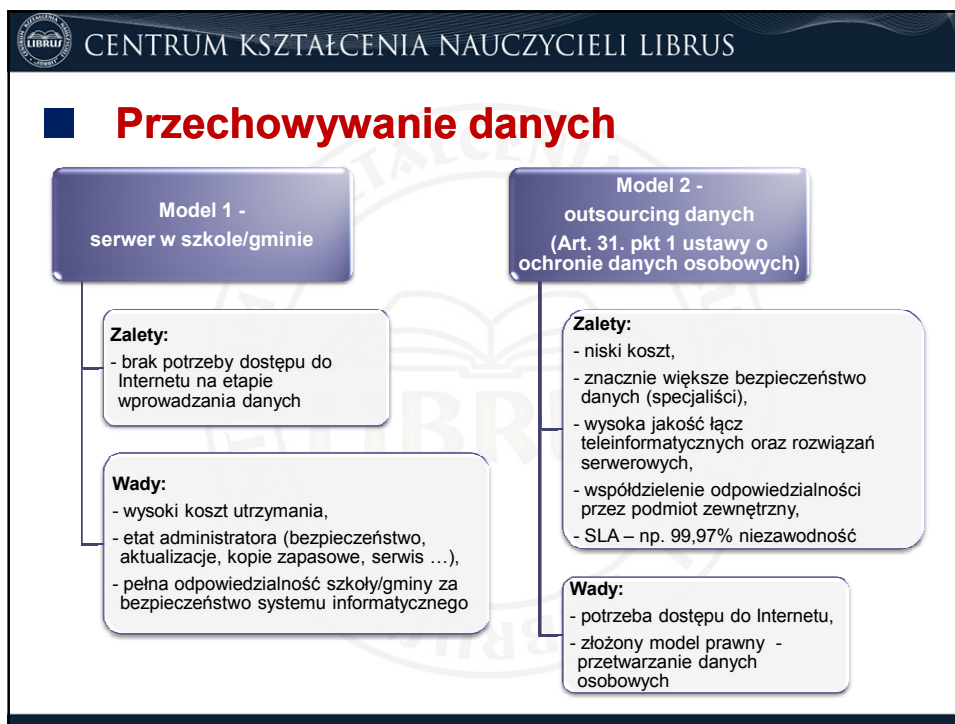 LIBRUS
CENTRUM KSZTAŁCENIA NAUCZYCIELI LIBRUS
Przechowywanie danych
Model 1 -
serwer w szkole/gminie
Zalety:
- brak potrzeby dostępu do
Internetu na etapie
wprowadzania danych
Wady:
- wysoki koszt utrzymania,
- etat administratora (bezpieczeństwo,
aktualizacje, kopie zapasowe, serwis …),
- pełna odpowiedzialność szkoły/gminy za
bezpieczeństwo systemu informatycznego
Model 2 -
outsourcing danych
(Art. 31. pkt 1 ustawy o
ochronie danych osobowych)
Zalety:
- niski koszt,
- znacznie większe bezpieczeństwo
danych (specjaliści),
- wysoka jakość łącz
teleinformatycznych oraz rozwiązań
serwerowych,
- współdzielenie odpowiedzialności
przez podmiot zewnętrzny,
- SLA – np. 99,97% niezawodność
Wady:
- potrzeba dostępu do Internetu,
- złożony model prawny -
przetwarzanie danych
osobowych